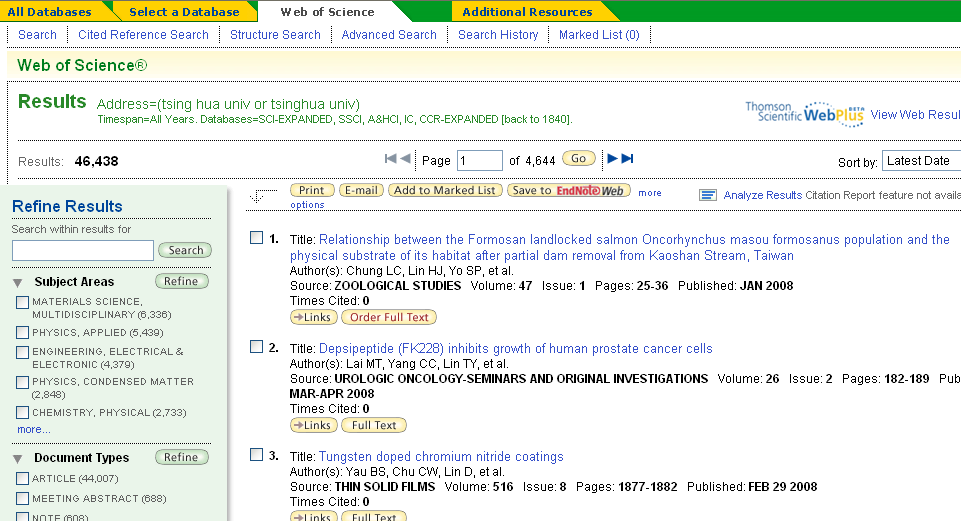 All Databases Select a Database Web of Science Additional Resources
Search Cited Reference Search Structure Search Advanced Search Search History Marked List (0)
Web of Science®
Results Address=(tsing hua univ or tsinghua univ)
Timespan=All Years. Databases=SCI-EXPANDED, SSCI, A&HCI, IC, CCR-EXPANDED [back to 1840].
Thomson Scientific WebPlus BETA View Web Resul
Results: 46,438 Page 1 of 4,644 Go Sort by: Latest Date
Print E-mail Add to Marked List Save to EndNote Web more
options
Analyze Results Citation Report feature not availa
Refine Results
Search within results for
Search
Subject Areas Refine
MATERIALS SCIENCE,
MULTIDISCIPLINARY (6,336)
PHYSICS, APPLIED (5,439)
ENGINEERING, ELECTRICAL &
ELECTRONIC (4,379)
PHYSICS, CONDENSED MATTER
(2,848)
CHEMISTRY, PHYSICAL (2,733)
more...
Document Types Refine
ARTICLE (44,007)
MEETING ABSTRACT (688)
NOTE (608)
1. Title: Relationship between the Formosan landlocked salmon Oncorhynchus masou formosanus population and the
physical substrate of its habitat after partial dam removal from Kaoshan Stream, Taiwan
Author(s): Chung LC, Lin HJ, Yo SP, et al.
Source: ZOOLOGICAL STUDIES Volume: 47 Issue: 1 Pages: 25-36 Published: JAN 2008
Times Cited: 0
Links Order Full Text
2. Title: Depsipeptide (FK228) inhibits growth of human prostate cancer cells
Author(s): Lai MT, Yang CC, Lin TY, et al.
Source: UROLOGIC ONCOLOGY-SEMINARS AND ORIGINAL INVESTIGATIONS Volume: 26 Issue: 2 Pages: 182-189 Pub
MAR-APR 2008
Times Cited: 0
Links Full Text
3. Title: Tungsten doped chromium nitride coatings
Author(s): Yau BS, Chu CW, Lin D, et al.
Source: THIN SOLID FILMS Volume: 516 Issue: 8 Pages: 1877-1882 Published: FEB 29 2008
Times Cited: 0
Links Full Text